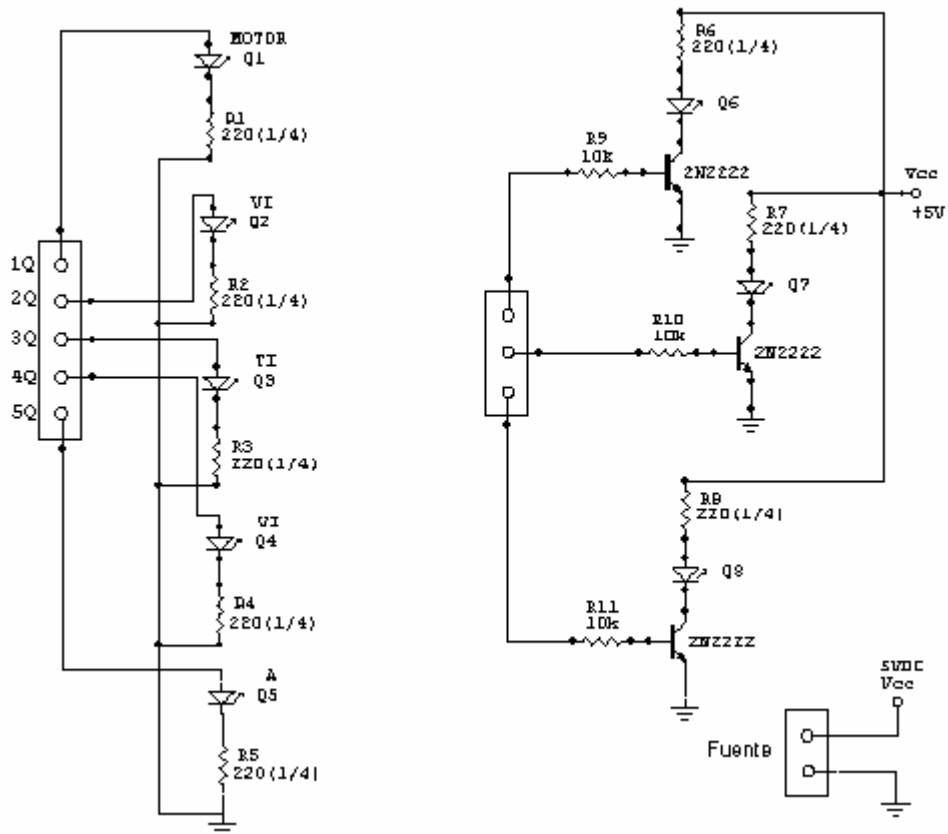 MOTOR
Q1
R1
220(1/4)
VI
Q2
R2
220(1/4)
TI
Q3
R3
220(1/4)
VI
Q4
R4
220(1/4)
A
Q5
R5
220(1/4)
1Q
2Q
3Q
4Q
5Q
R6
220(1/4)
Q6
R9
10k
2N2222
Vcc
+5V
R7
220(1/4)
Q7
R10
10k
2N2222
R8
220(1/4)
Q8
R11
10k
2N2222
5VDC
Vcc
Fuente